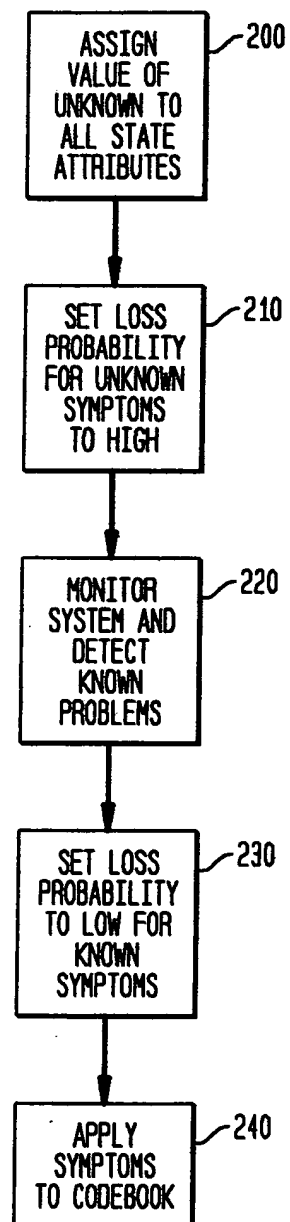 ASSIGN
VALUE OF
UNKNOWN TO
ALL STATE
ATTRIBUTES
200
SET LOSS
PROBABILITY
FOR UNKNOWN
SYMPTOMS
TO HIGH
210
MONITOR
SYSTEM AND
DETECT
KNOWN
PROBLEMS
220
SET LOSS
PROBABILITY
TO LOW FOR
KNOWN
SYMPTOMS
230
APPLY
SYMPTOMS
TO CODEBOOK
240